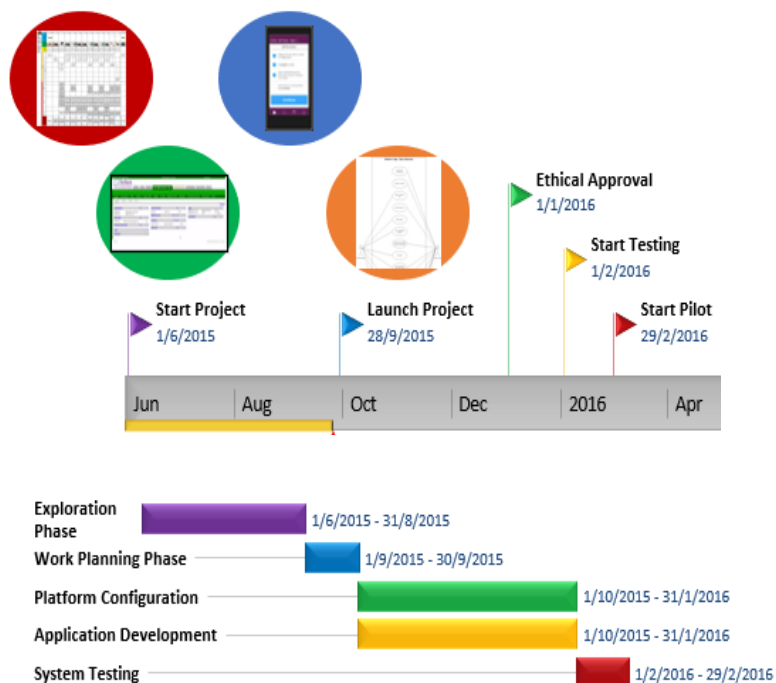 Ethical Approval
1/1/2016
Start Testing
1/2/2016
Start Project
1/6/2015
Launch Project
28/9/2015
Start Pilot
29/2/2016
Jun
Aug
Oct
Dec
2016
Apr
Exploration
Phase
1/6/2015 - 31/8/2015
Work Planning Phase
1/9/2015 - 30/9/2015
Platform Configuration
1/10/2015 - 31/1/2016
Application Development
1/10/2015 - 31/1/2016
System Testing
1/2/2016 - 29/2/2016